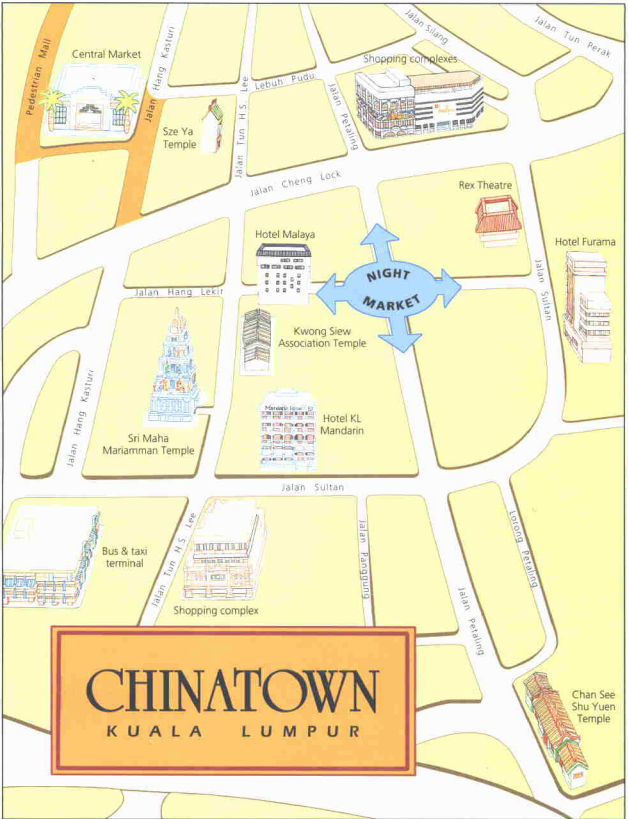 Jalan Silang
Jalan Tun Perak
Pedestrian Mall
Central Market
Jalan Hang Kasturi
Shopping complexes
Lebuh Pudu
Jalan Tun H.S. Lee
Jalan Petaling
Sze Ya
Temple
Jalan Cheng Lock
Rex Theatre
Hotel Malaya
Hotel Furama
NIGHT
MARKET
Jalan Hang Lekir
Jalan Sultan
Kwong Siew
Association Temple
Jalan Hang Kasturi
Mandarin Hotel
Hotel KL
Mandarin
Sri Maha
Mariamman Temple
Jalan Sultan
Bus & taxi
terminal
Jalan Tun H.S. Lee
Jalan Panggung
Lorong Petaling
Shopping complex
Jalan Petaling
CHINATOWN
KUALA LUMPUR
Chan See
Shu Yuen
Temple